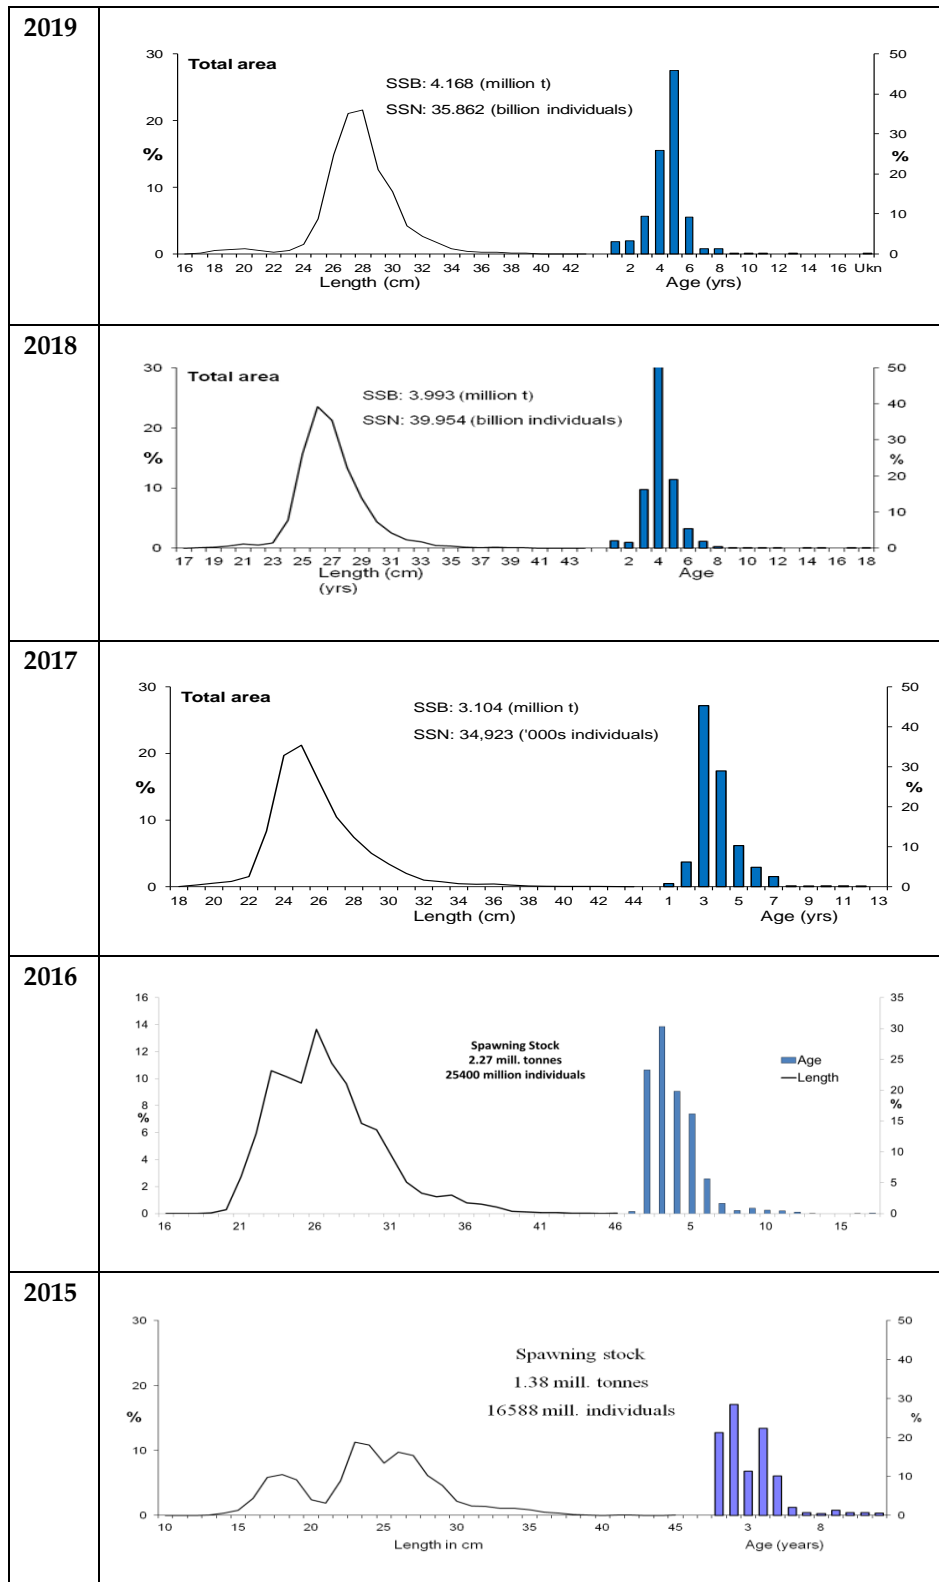 2019
Total area
SSB: 4.168 (million t)
SSN: 35.862 (billion individuals)
30
20
10
0
%
50
40
30
20
10
0
%
16 18 20 22 24 26 28 30 32 34 36 38 40 42
2 4 6 8 10 12 14 16 Ukn
Length (cm)
Age (yrs)
2018
Total area
SSB: 3.993 (million t)
SSN: 39.954 (billion individuals)
30
20
10
0
%
50
40
30
20
10
0
%
17 19 21 23 25 27 29 31 33 35 37 39 41 43
2 4 6 8 10 12 14 16 18
Length (cm)
(yrs)
Age
2017
Total area
SSB: 3.104 (million t)
SSN: 34,923 ('000s individuals)
30
20
10
0
%
50
40
30
20
10
0
%
18 20 22 24 26 28 30 32 34 36 38 40 42 44
1 3 5 7 9 11 13
Length (cm)
Age (yrs)
2016
Spawning Stock
2.27 mill. tonnes
25400 million individuals
Age
Length
16
14
12
10
8
6
4
2
0
%
35
30
25
20
15
10
5
0
%
16 21 26 31 36 41 46
5 10 15
2015
Spawning stock
1.38 mill. tonnes
16588 mill. individuals
30
20
10
0
%
50
40
30
20
10
0
%
10 15 20 25 30 35 40 45
3 8
Length in cm
Age (years)